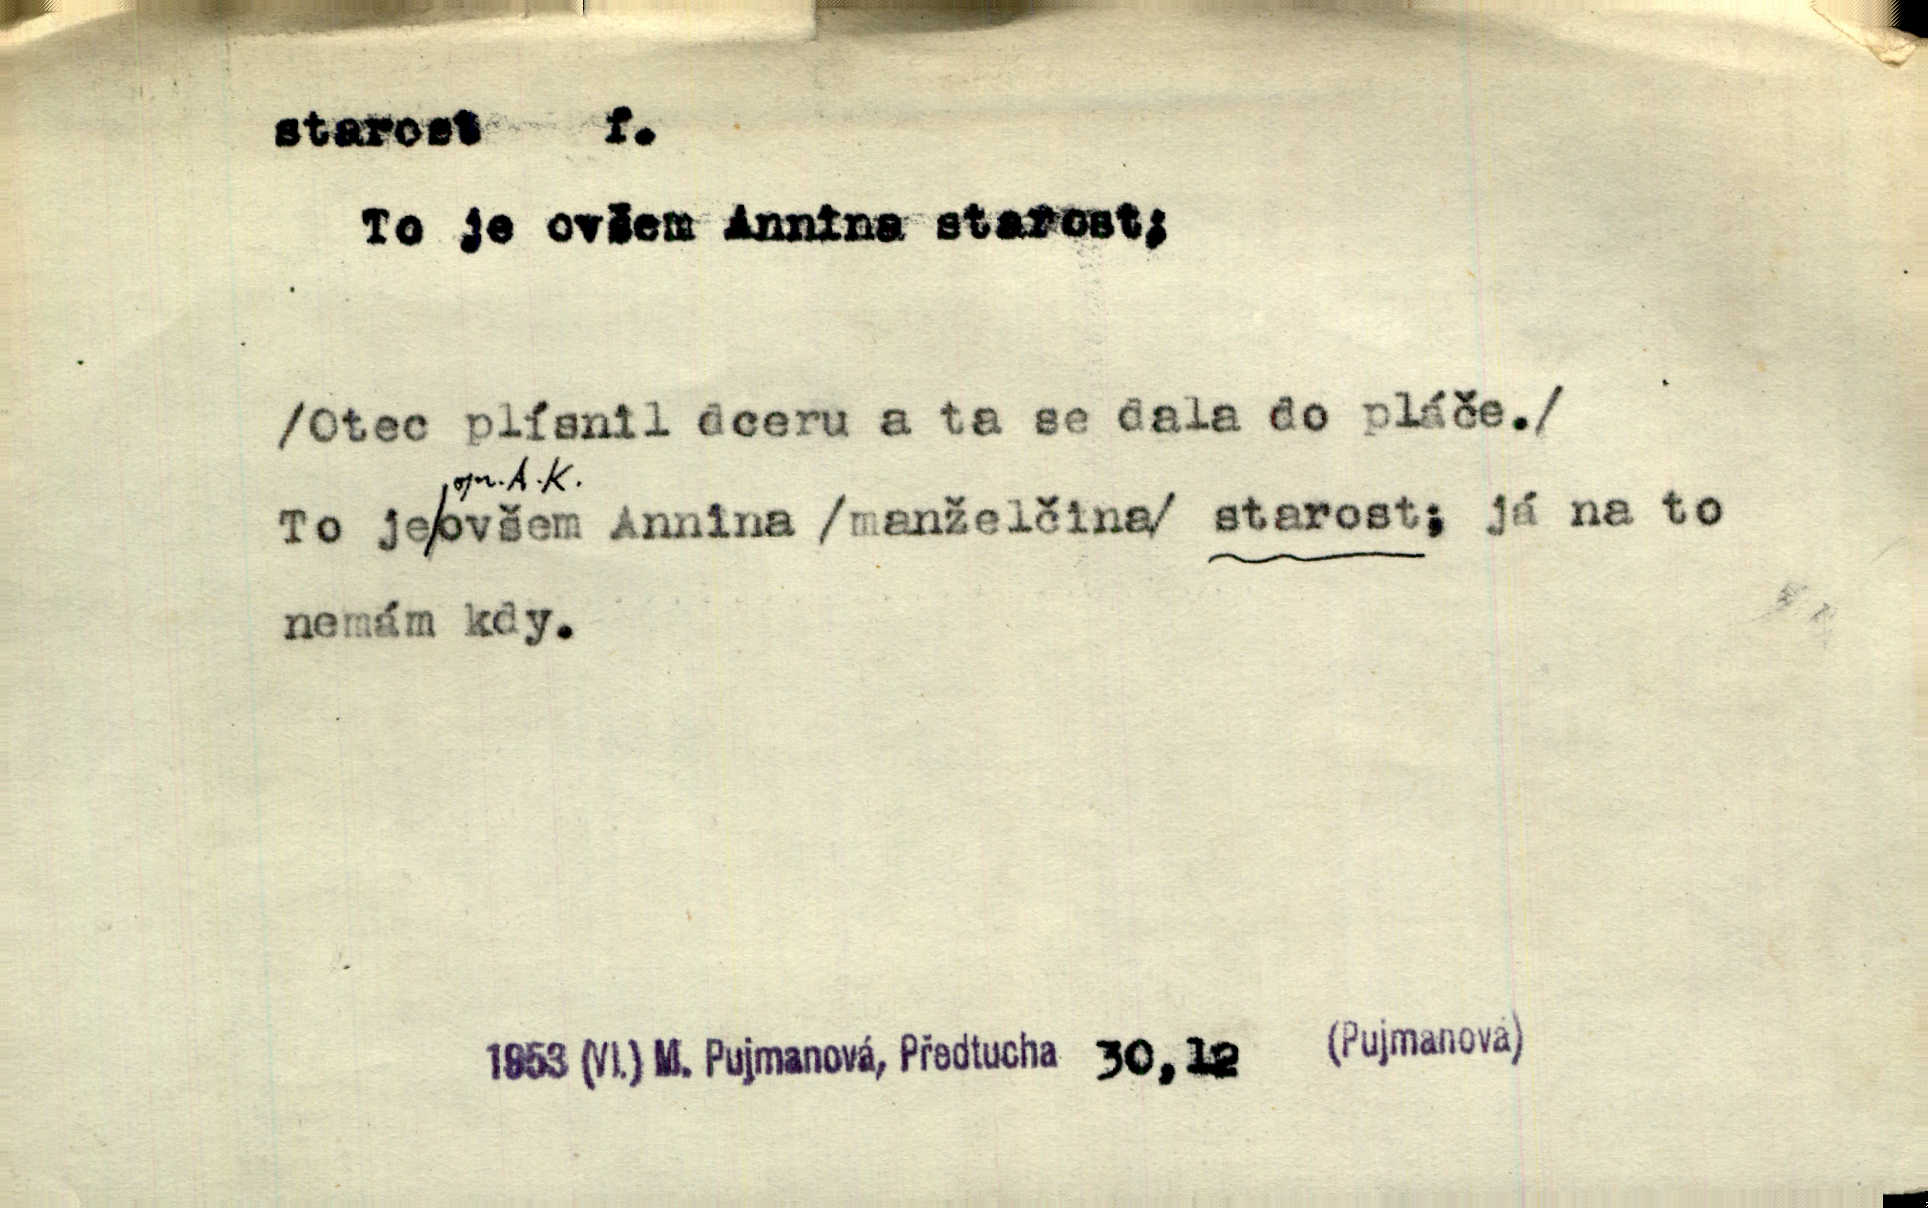 starost f.
To je ovšem Annina starost;
/Otec plísnil dceru a ta se dala do pláče./
opr. A. K.
To je/ovšem Annina /manželčina/ starost; já na to
nemám kdy.
1953 (VI.) M. Pujmanová, Předtucha 30,12 (Pujmanová)